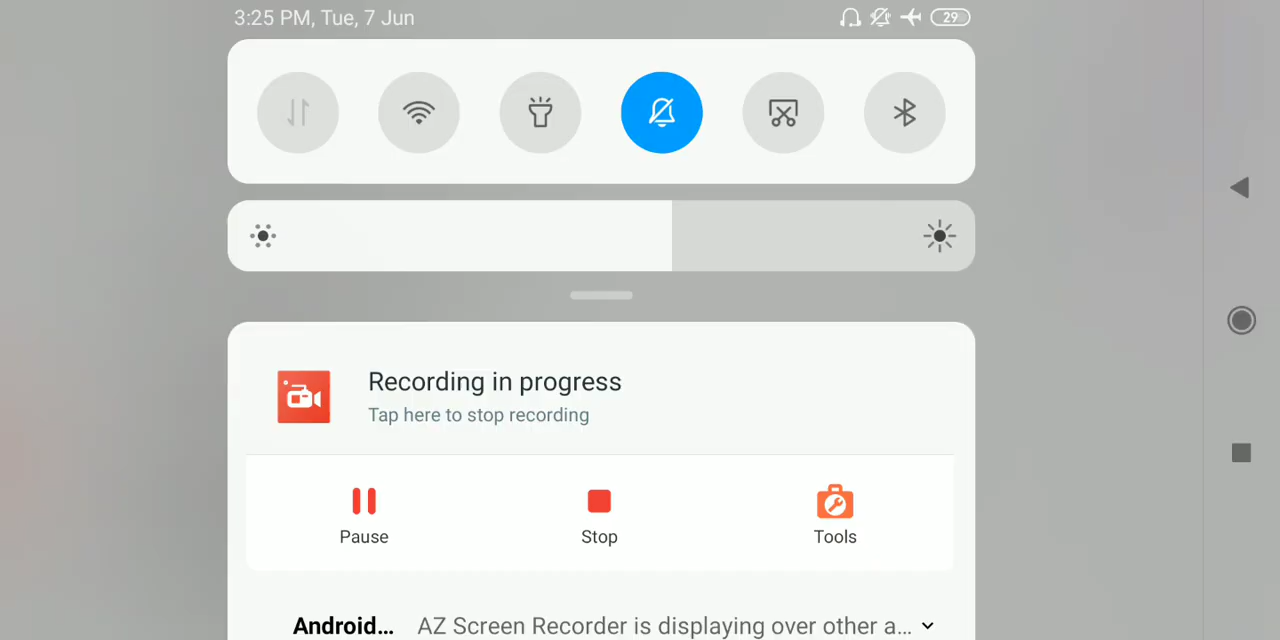 3:25 PM, Tue, 7 Jun
29
Recording in progress
Tap here to stop recording
Pause
Stop
Tools
Android... AZ Screen Recorder is displaying over other a...